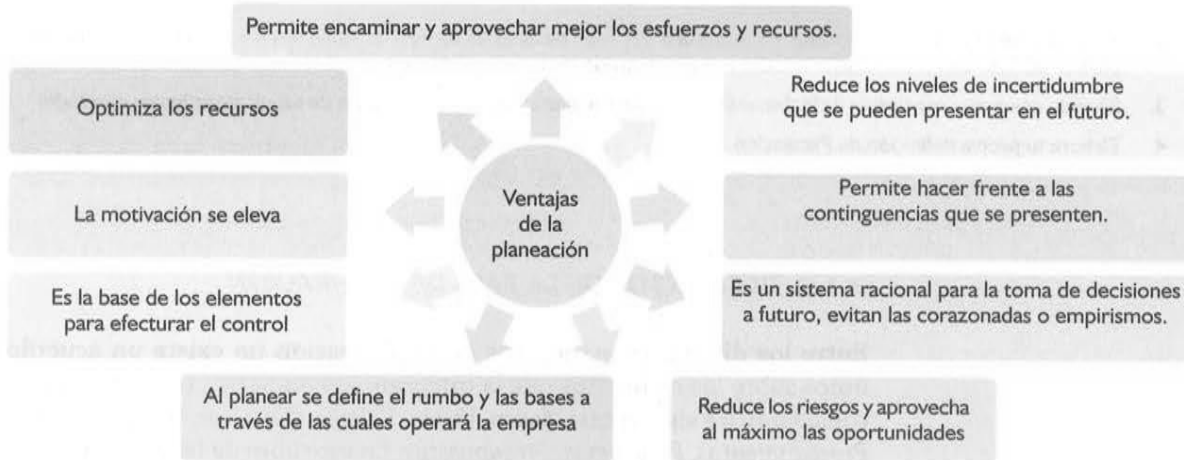 Permite encaminar y aprovechar mejor los esfuerzos y recursos.
Optimiza los recursos
Reduce los niveles de incertidumbre
que se pueden presentar en el futuro.
La motivación se eleva
Ventajas
de la
planeación
Permite hacer frente a las
contingencias que se presenten.
Es la base de los elementos
para efecturar el control
Es un sistema racional para la toma de decisiones
a futuro, evitan las corazonadas o empirismos.
Al planear se define el rumbo y las bases a
través de las cuales operará la empresa
Reduce los riesgos y aprovecha
al máximo las oportunidades